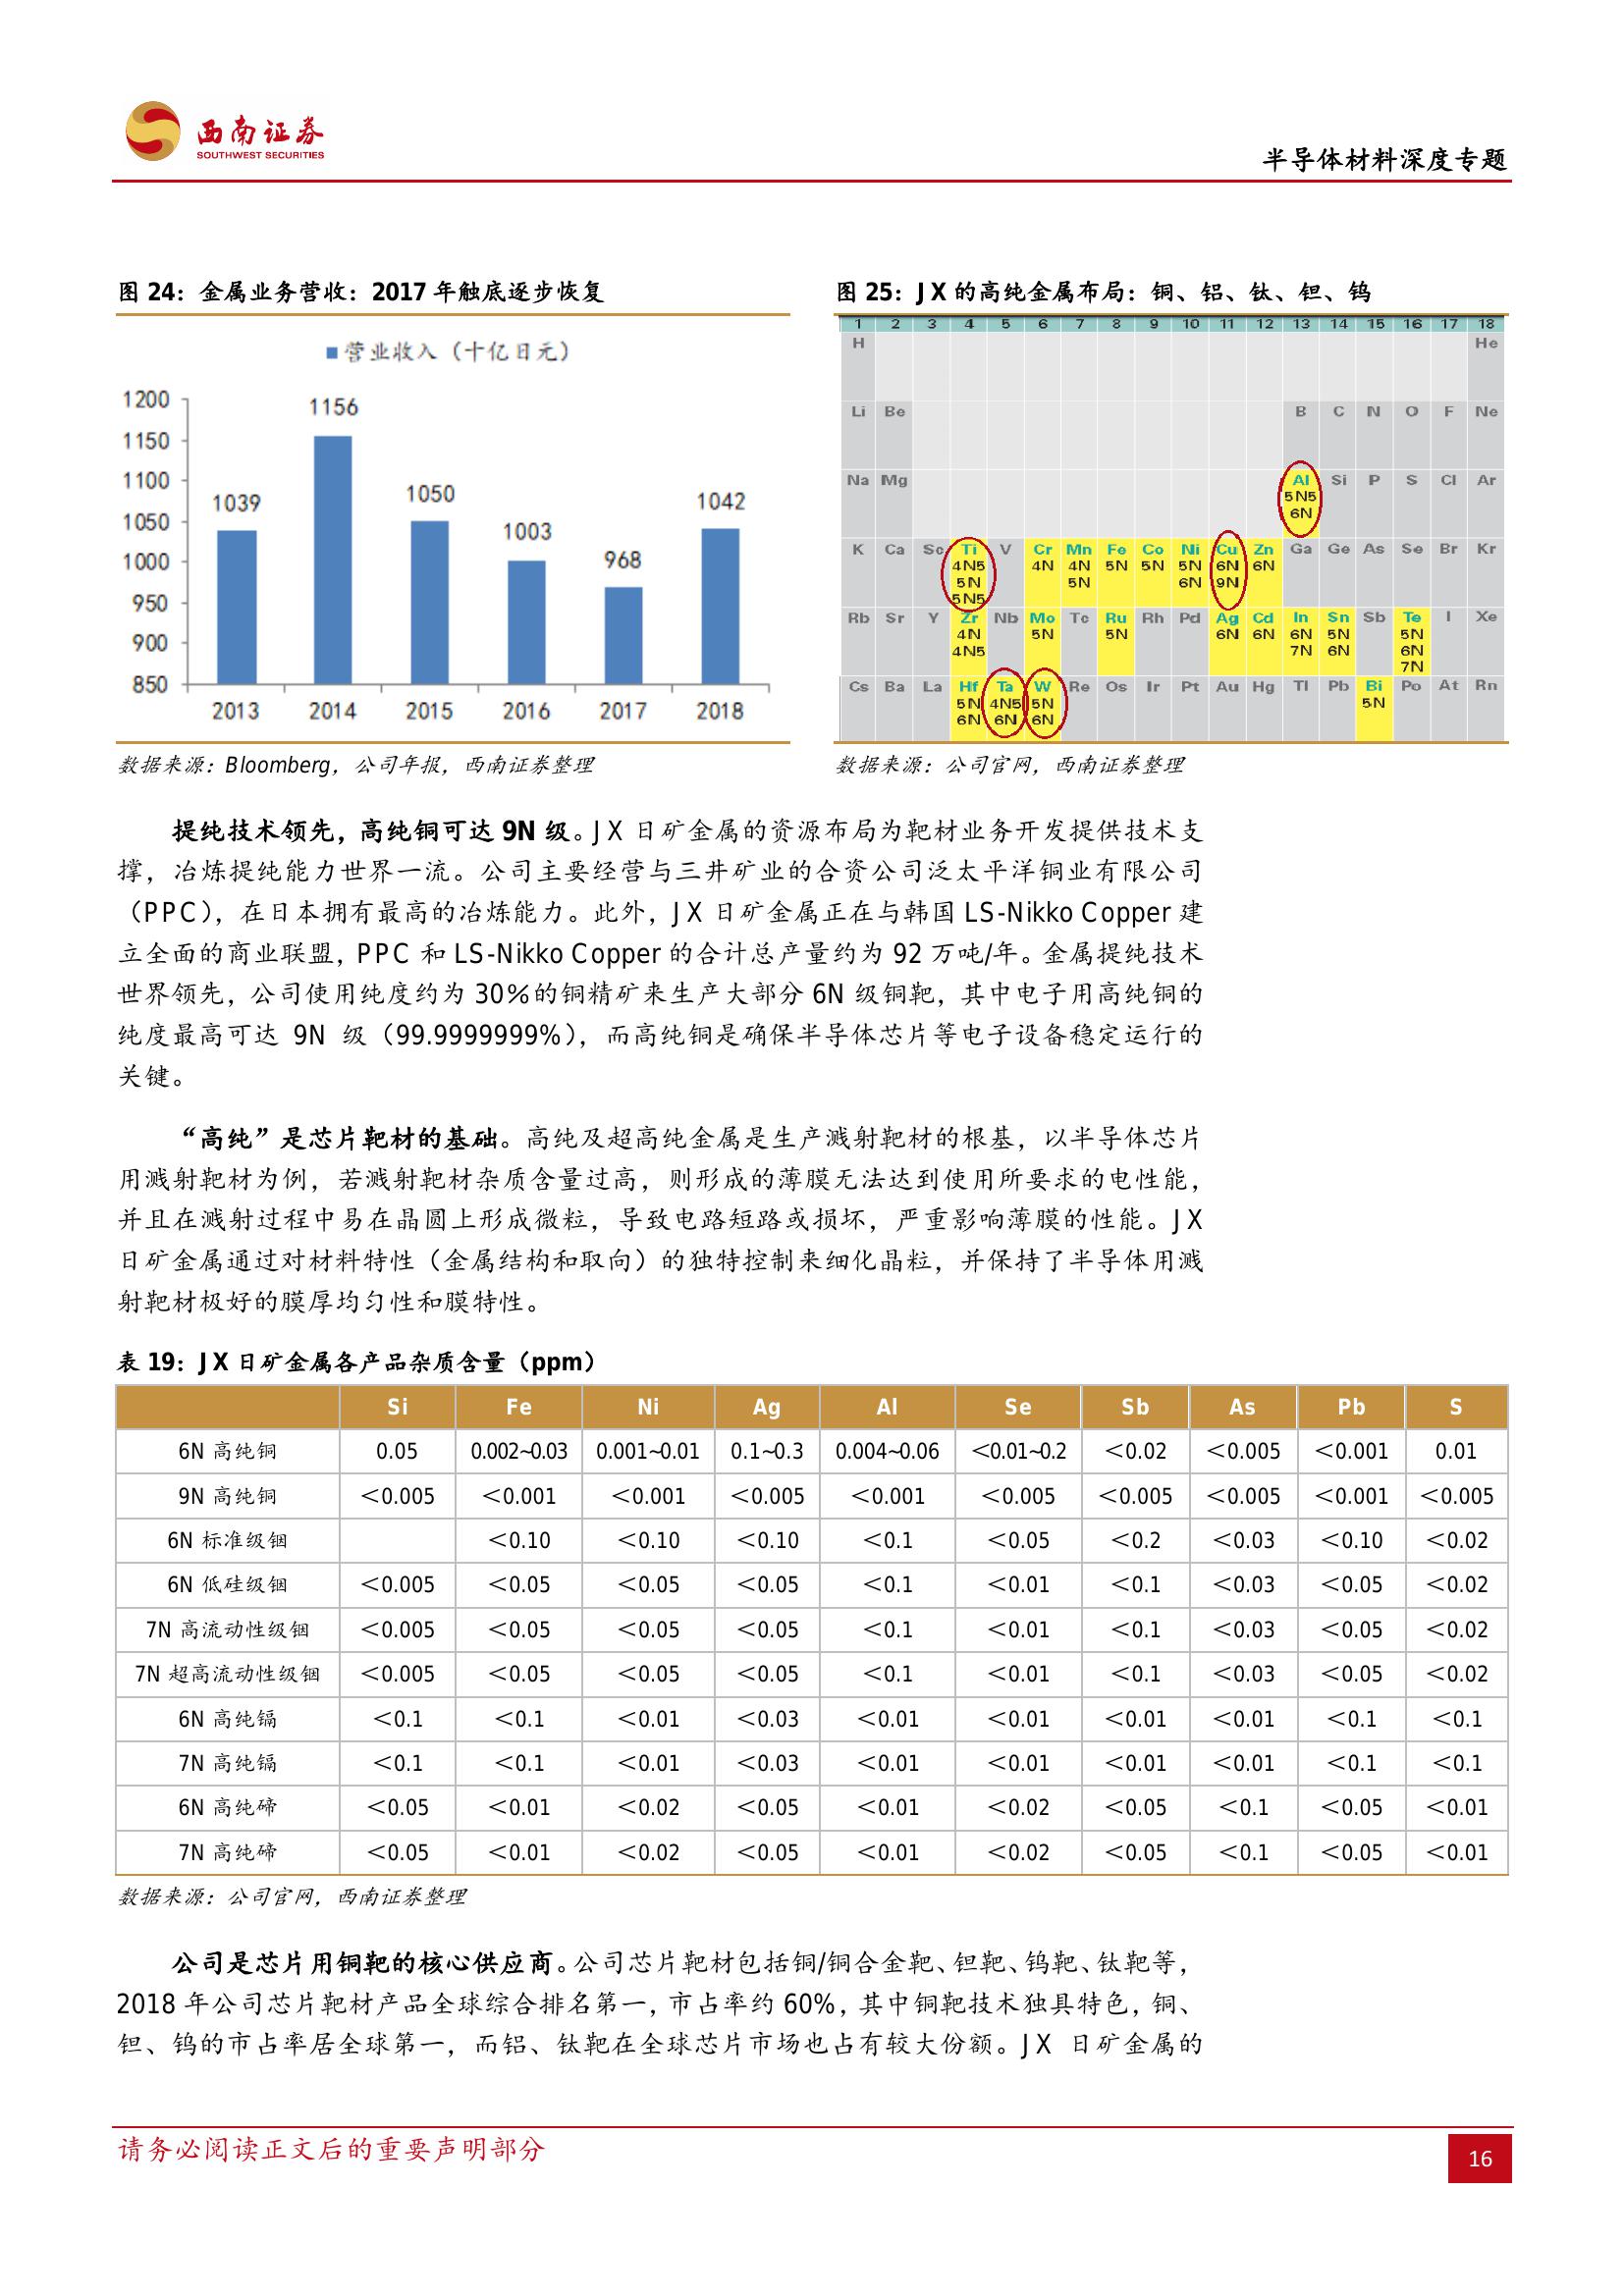 西南证券
SOUTHWEST SECURITIES
半导体材料深度专题
图 24：金属业务营收：2017 年触底逐步恢复
营业收入（十亿日元）
1200
1150
1100
1050
1000
950
900
850
1039
1156
1050
1003
968
1042
2013 2014 2015 2016 2017 2018
数据来源：Bloomberg，公司年报，西南证券整理
图 25：JX 的高纯金属布局：铜、铝、钛、钽、钨
1 2 3 4 5 6 7 8 9 10 11 12 13 14 15 16 17 18
H He
Li Be B C N O F Ne
Na Mg Al Si P S Cl Ar
5N5
6N
K Ca Sc Ti V Cr Mn Fe Co Ni Cu Zn Ga Ge As Se Br Kr
4N5 4N 4N 5N 5N 5N 6N 6N
5N 5N 6N 9N
5N5
Rb Sr Y Zr Nb Mo Tc Ru Rh Pd Ag Cd In Sn Sb Te I Xe
4N 5N 5N 6N 6N 6N 5N 5N
4N5 7N 6N 6N
7N
Cs Ba La Hf Ta W Re Os Ir Pt Au Hg Tl Pb Bi Po At Rn
5N 4N5 5N 5N
6N 6N 6N
数据来源：公司官网，西南证券整理
提纯技术领先，高纯铜可达 9N 级。JX 日矿金属的资源布局为靶材业务开发提供技术支
撑，冶炼提纯能力世界一流。公司主要经营与三井矿业的合资公司泛太平洋铜业有限公司
（PPC），在日本拥有最高的冶炼能力。此外，JX 日矿金属正在与韩国 LS-Nikko Copper 建
立全面的商业联盟，PPC 和 LS-Nikko Copper 的合计总产量约为 92 万吨/年。金属提纯技术
世界领先，公司使用纯度约为 30%的铜精矿来生产大部分 6N 级铜靶，其中电子用高纯铜的
纯度最高可达 9N 级（99.9999999%），而高纯铜是确保半导体芯片等电子设备稳定运行的
关键。
“高纯”是芯片靶材的基础。高纯及超高纯金属是生产溅射靶材的根基，以半导体芯片
用溅射靶材为例，若溅射靶材杂质含量过高，则形成的薄膜无法达到使用所要求的电性能，
并且在溅射过程中易在晶圆上形成微粒，导致电路短路或损坏，严重影响薄膜的性能。JX
日矿金属通过对材料特性（金属结构和取向）的独特控制来细化晶粒，并保持了半导体用溅
射靶材极好的膜厚均匀性和膜特性。
表 19：JX 日矿金属各产品杂质含量（ppm）
Si Fe Ni Ag Al Se Sb As Pb S
6N 高纯铜 0.05 0.002~0.03 0.001~0.01 0.1~0.3 0.004~0.06 ＜0.01~0.2 ＜0.02 ＜0.005 ＜0.001 0.01
9N 高纯铜 ＜0.005 ＜0.001 ＜0.001 ＜0.005 ＜0.001 ＜0.005 ＜0.005 ＜0.005 ＜0.001 ＜0.005
6N 标准级铟 ＜0.10 ＜0.10 ＜0.10 ＜0.1 ＜0.05 ＜0.2 ＜0.03 ＜0.10 ＜0.02
6N 低硅级铟 ＜0.005 ＜0.05 ＜0.05 ＜0.05 ＜0.1 ＜0.01 ＜0.1 ＜0.03 ＜0.05 ＜0.02
7N 高流动性级铟 ＜0.005 ＜0.05 ＜0.05 ＜0.05 ＜0.1 ＜0.01 ＜0.1 ＜0.03 ＜0.05 ＜0.02
7N 超高流动性级铟 ＜0.005 ＜0.05 ＜0.05 ＜0.05 ＜0.1 ＜0.01 ＜0.1 ＜0.03 ＜0.05 ＜0.02
6N 高纯镉 ＜0.1 ＜0.1 ＜0.01 ＜0.03 ＜0.01 ＜0.01 ＜0.01 ＜0.01 ＜0.1 ＜0.1
7N 高纯镉 ＜0.1 ＜0.1 ＜0.01 ＜0.03 ＜0.01 ＜0.01 ＜0.01 ＜0.01 ＜0.1 ＜0.1
6N 高纯碲 ＜0.05 ＜0.01 ＜0.02 ＜0.05 ＜0.01 ＜0.02 ＜0.05 ＜0.1 ＜0.05 ＜0.01
7N 高纯碲 ＜0.05 ＜0.01 ＜0.02 ＜0.05 ＜0.01 ＜0.02 ＜0.05 ＜0.1 ＜0.05 ＜0.01
数据来源：公司官网，西南证券整理
公司是芯片用铜靶的核心供应商。公司芯片靶材包括铜/铜合金靶、钽靶、钨靶、钛靶等，
2018 年公司芯片靶材产品全球综合排名第一，市占率约 60%，其中铜靶技术独具特色，铜、
钽、钨的市占率居全球第一，而铝、钛靶在全球芯片市场也占有较大份额。JX 日矿金属的
请务必阅读正文后的重要声明部分
16